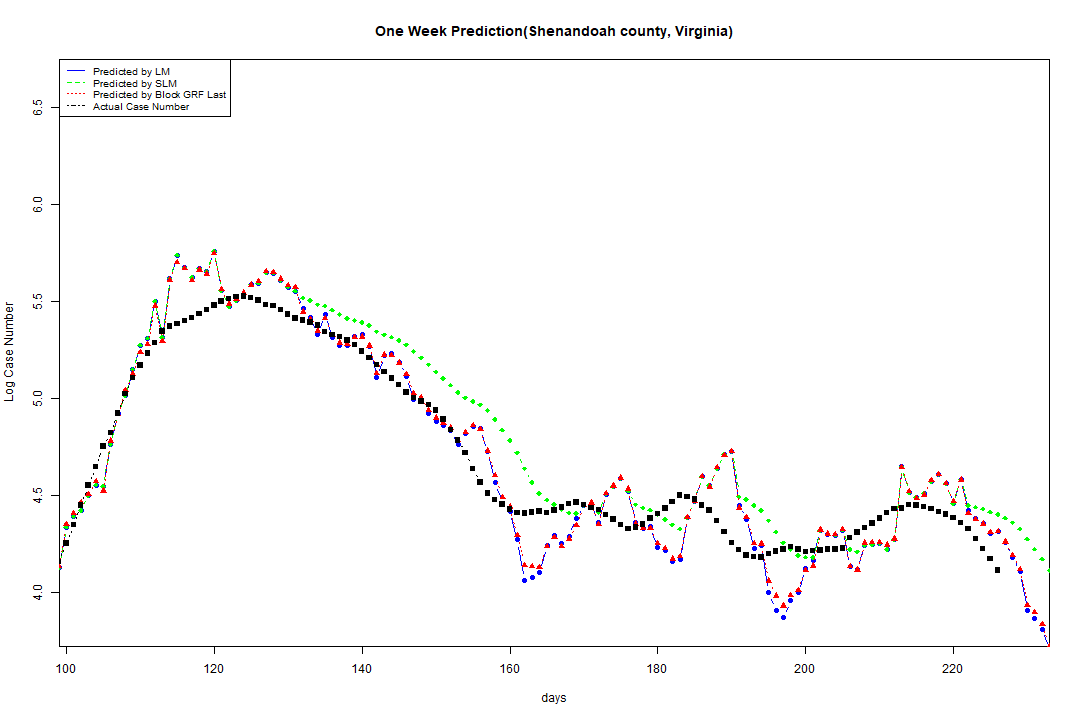 One Week Prediction(Shenandoah county, Virginia)
Predicted by LM
Predicted by SLM
Predicted by Block GRF Last
Actual Case Number
Log Case Number
6.5
6.0
5.5
5.0
4.5
4.0
100 120 140 160 180 200 220
days